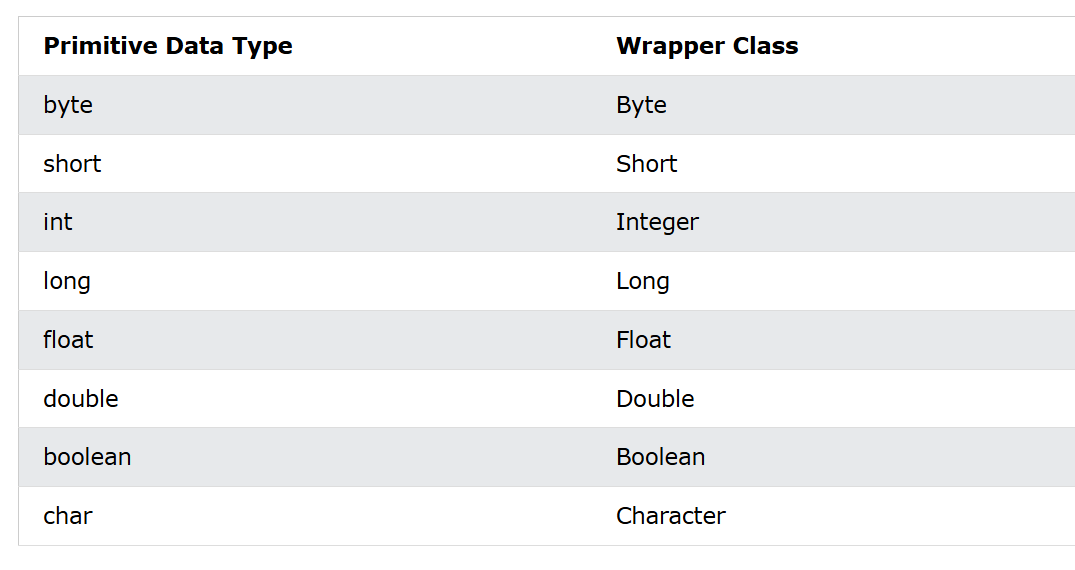 Primitive Data Type Wrapper Class
byte Byte
short Short
int Integer
long Long
float Float
double Double
boolean Boolean
char Character